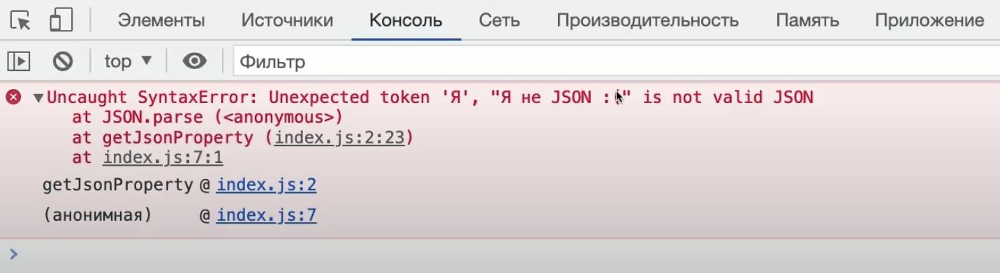 Элементы Источники Консоль Сеть Производительность Память Приложение
top Фильтр
Uncaught SyntaxError: Unexpected token 'Я', "Я не JSON :(" is not valid JSON
at JSON.parse (<anonymous>)
at getJsonProperty (index.js:2:23)
at index.js:7:1
getJsonProperty @ index.js:2
(анонимная) @ index.js:7